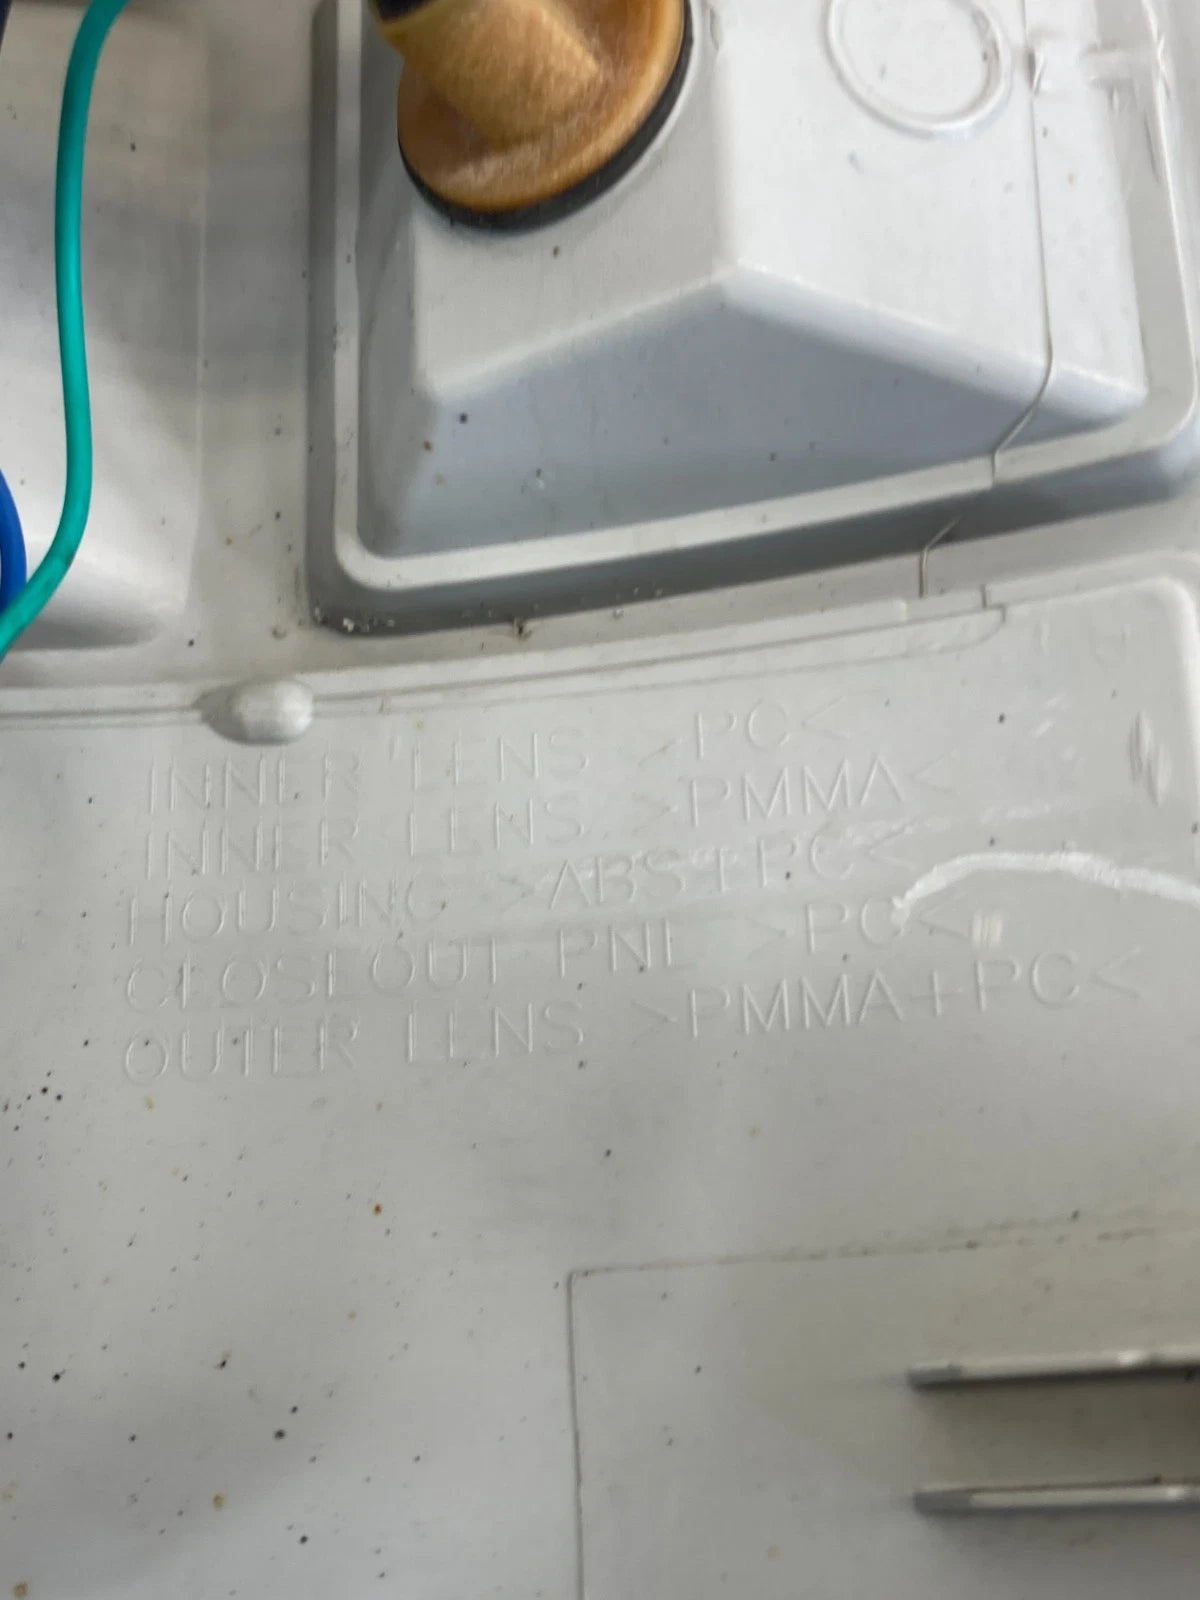 INNER LENS >PC<
INNER LENS >PMMA<
HOUSING >ABS+PC<
CLOSEOUT PNL >PC<
OUTER LENS >PMMA+PC<